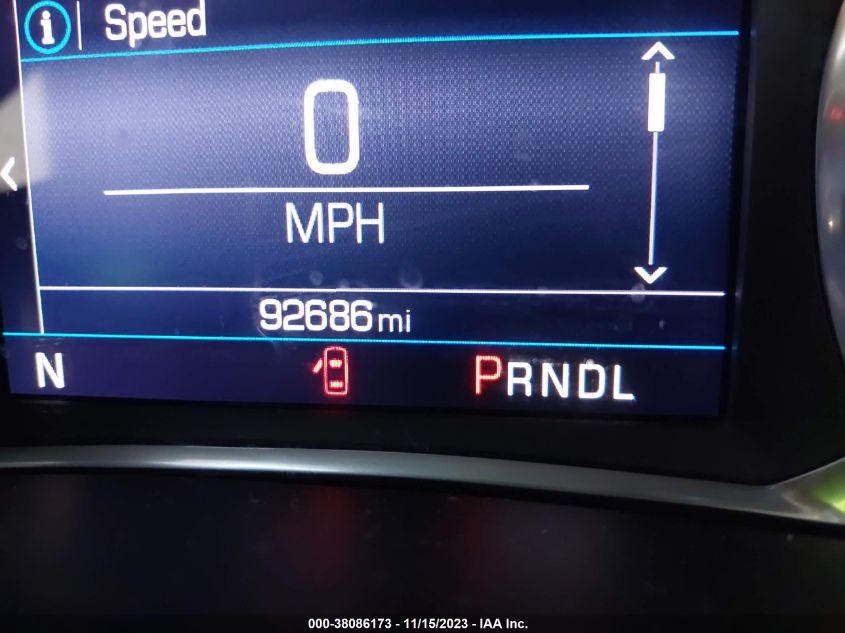 i Speed
0
MPH
92686 mi
N PRNDL
000-38086173 - 11/15/2023 - IAA Inc.